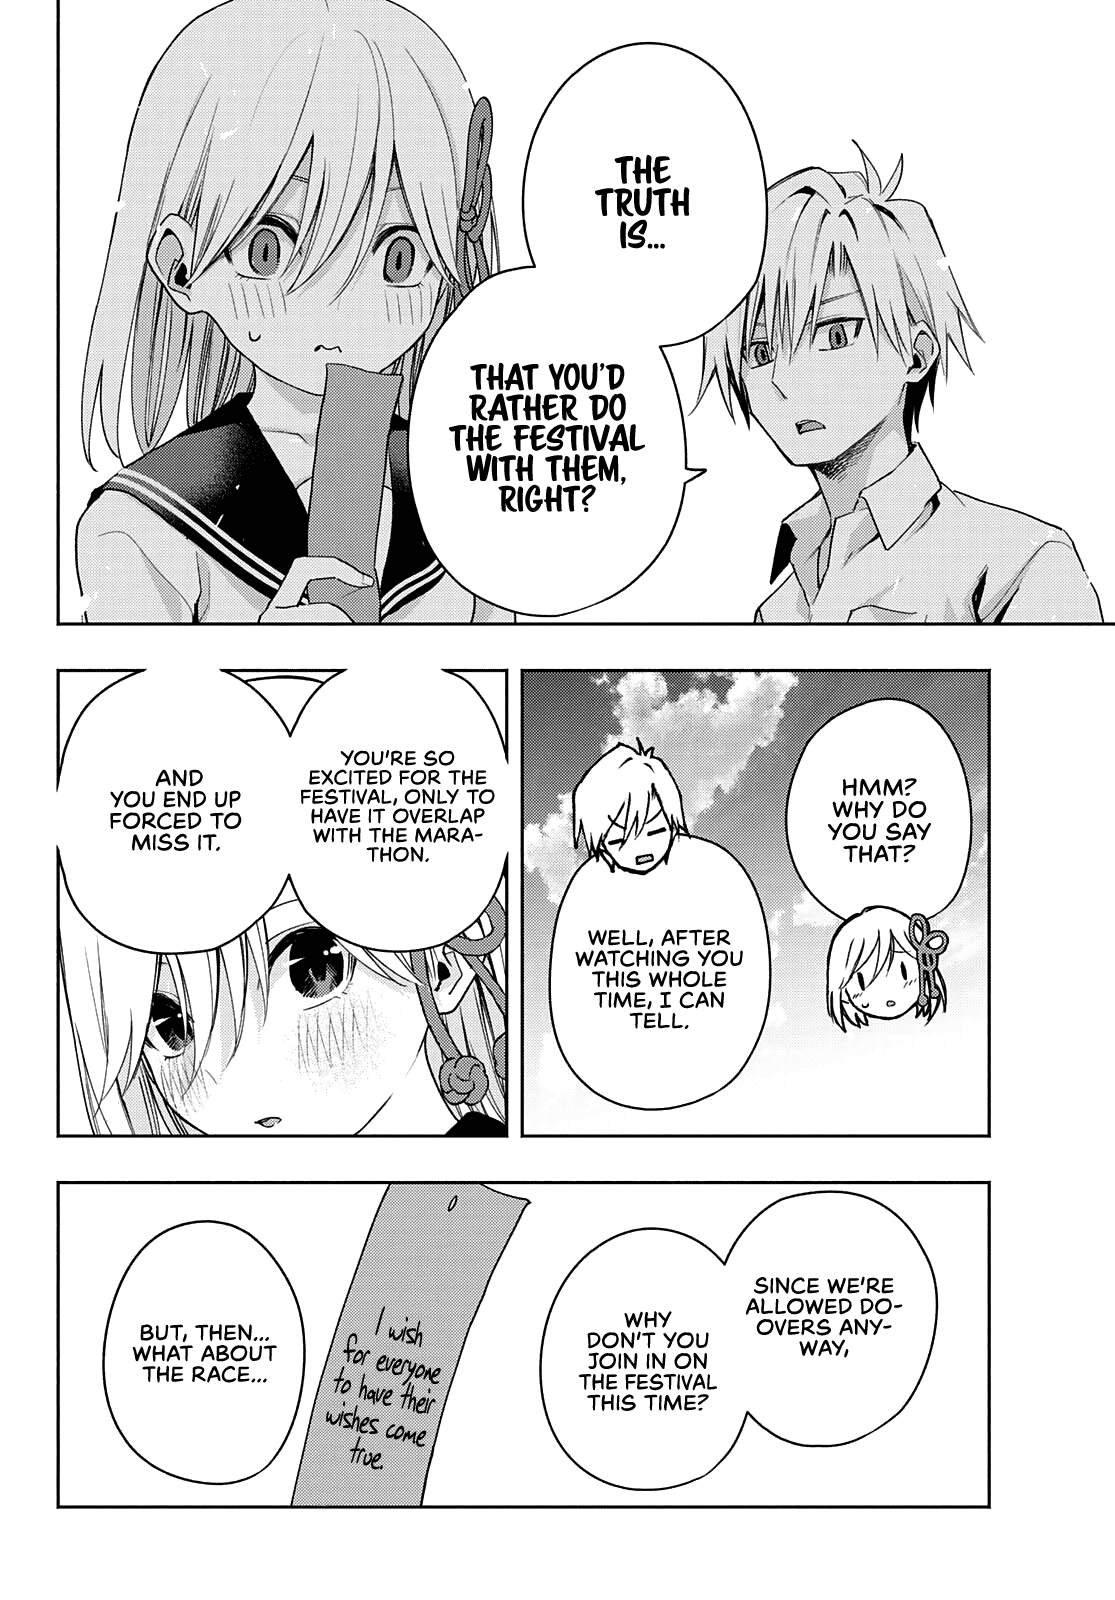 THE
TRUTH
IS...
THAT YOU'D
RATHER DO
THE FESTIVAL
WITH THEM,
RIGHT?
HMM?
WHY DO
YOU SAY
THAT?
WELL, AFTER
WATCHING YOU
THIS WHOLE
TIME, I CAN
TELL.
YOU'RE SO
EXCITED FOR THE
FESTIVAL, ONLY TO
HAVE IT OVERLAP
WITH THE MARA-
THON.
AND
YOU END UP
FORCED TO
MISS IT.
SINCE WE'RE
ALLOWED DO-
OVERS ANY-
WAY,
WHY
DON'T YOU
JOIN IN ON
THE FESTIVAL
THIS TIME?
I wish
for everyone
to have their
wishes come
true.
BUT, THEN...
WHAT ABOUT
THE RACE...